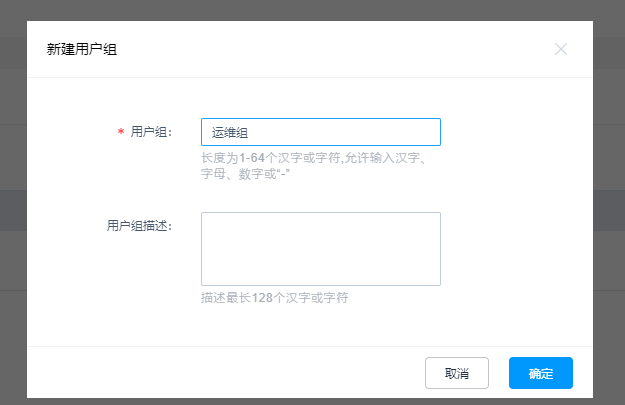 新建用户组
* 用户组：
运维组
长度为1-64个汉字或字符,允许输入汉字、
字母、数字或“-”
用户组描述：
描述最长128个汉字或字符
取消
确定